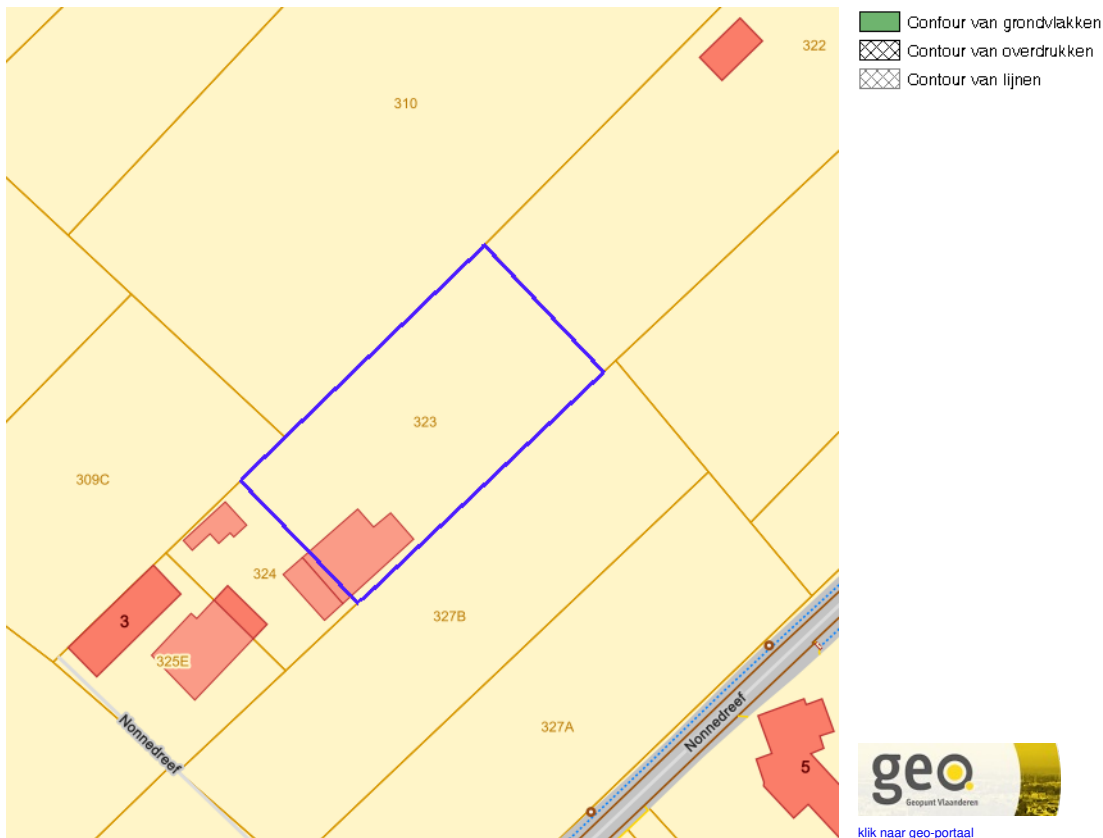 Contour van grondvlakken
Contour van overdrukken
Contour van lijnen
322
310
323
309C
324
3
327B
325E
Nonnedreef
Nonnedreef
327A
5
geo
Geopunt Vlaanderen
klik naar geo-portaal